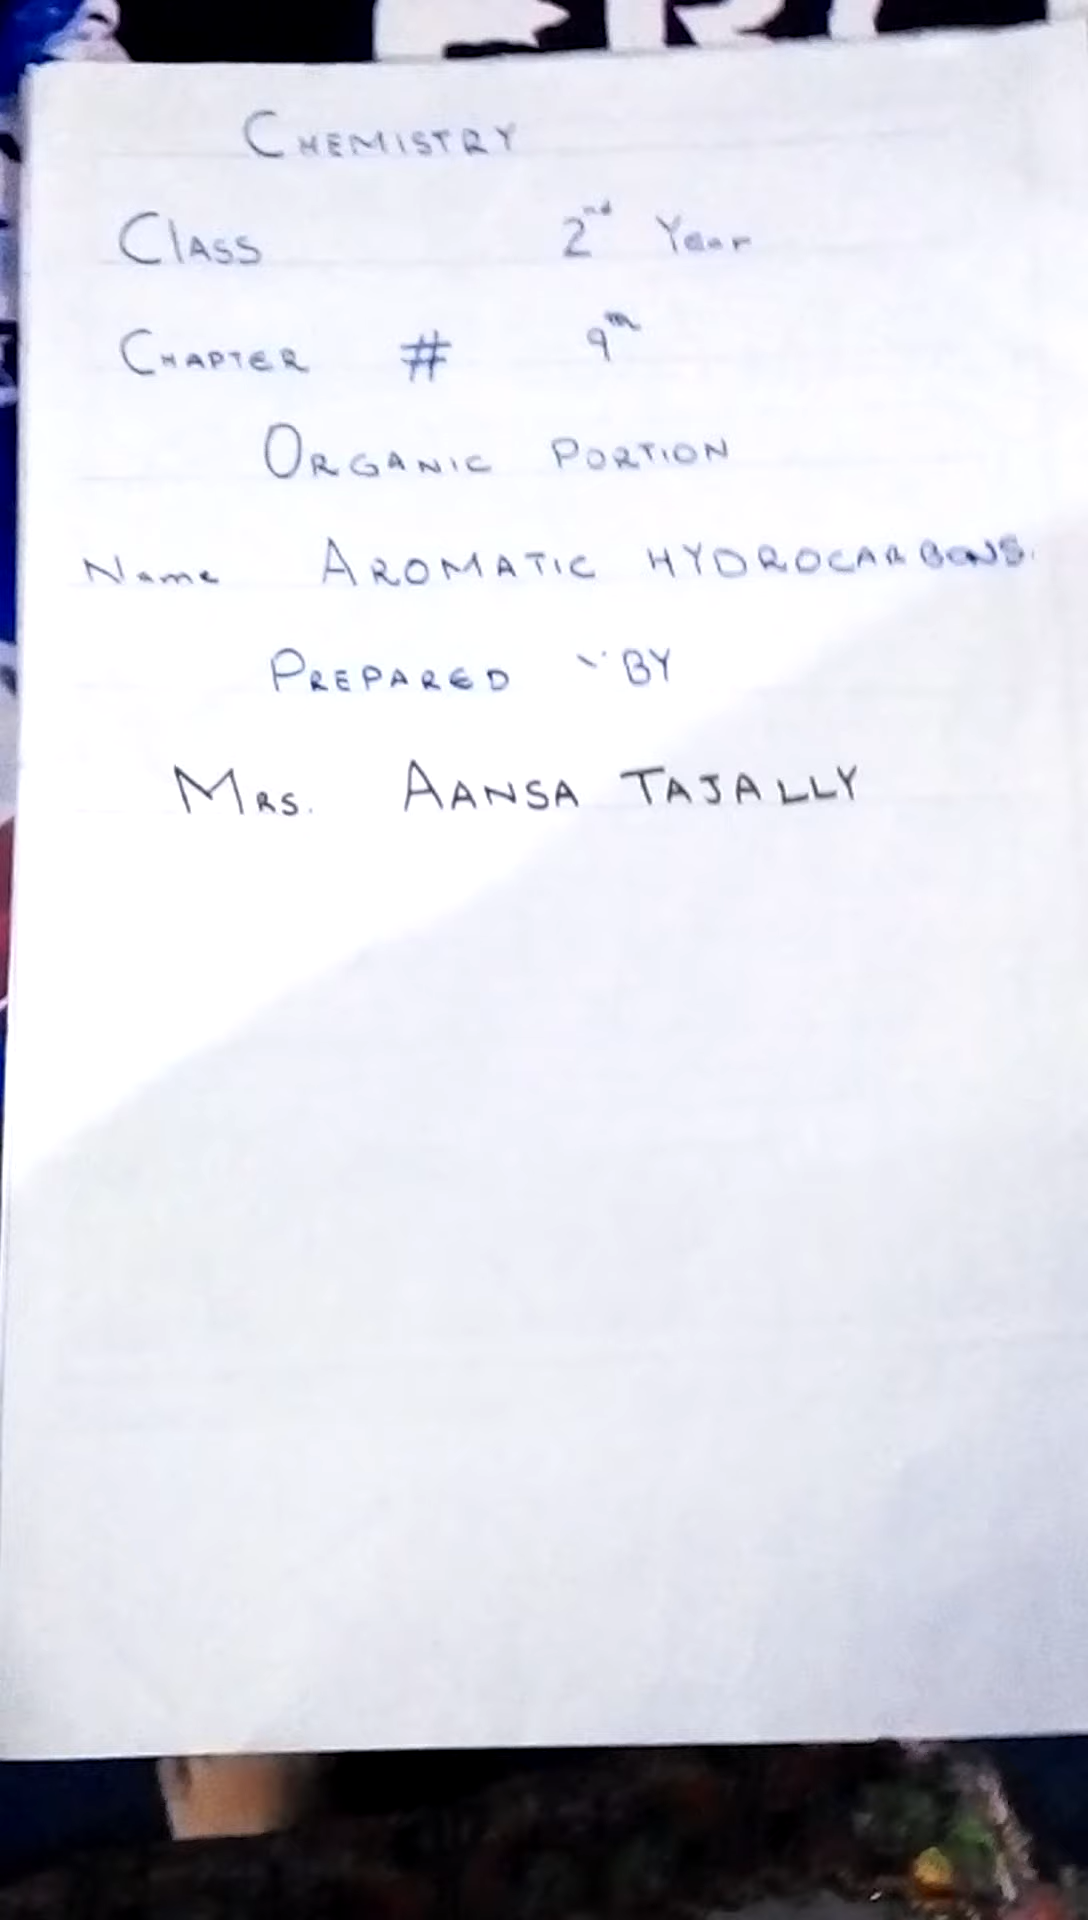 CHEMISTRY
Class 2nd Year
CHAPTER # 9th
ORGANIC PORTION
Name AROMATIC HYDROCARBONS.
PREPARED BY
MRS. AANSA TAJALLY